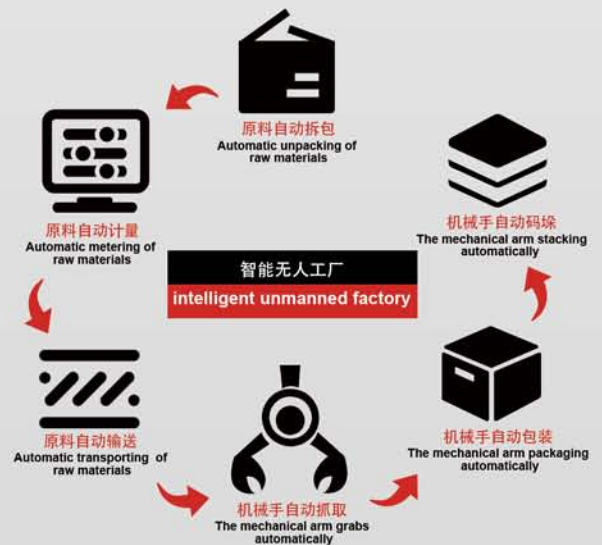 原料自动拆包
Automatic unpacking of
raw materials
原料自动计量
Automatic metering of
raw materials
机械手自动码垛
The mechanical arm stacking
automatically
智能无人工厂
intelligent unmanned factory
原料自动输送
Automatic transporting of
raw materials
机械手自动抓取
The mechanical arm grabs
automatically
机械手自动包装
The mechanical arm packaging
automatically